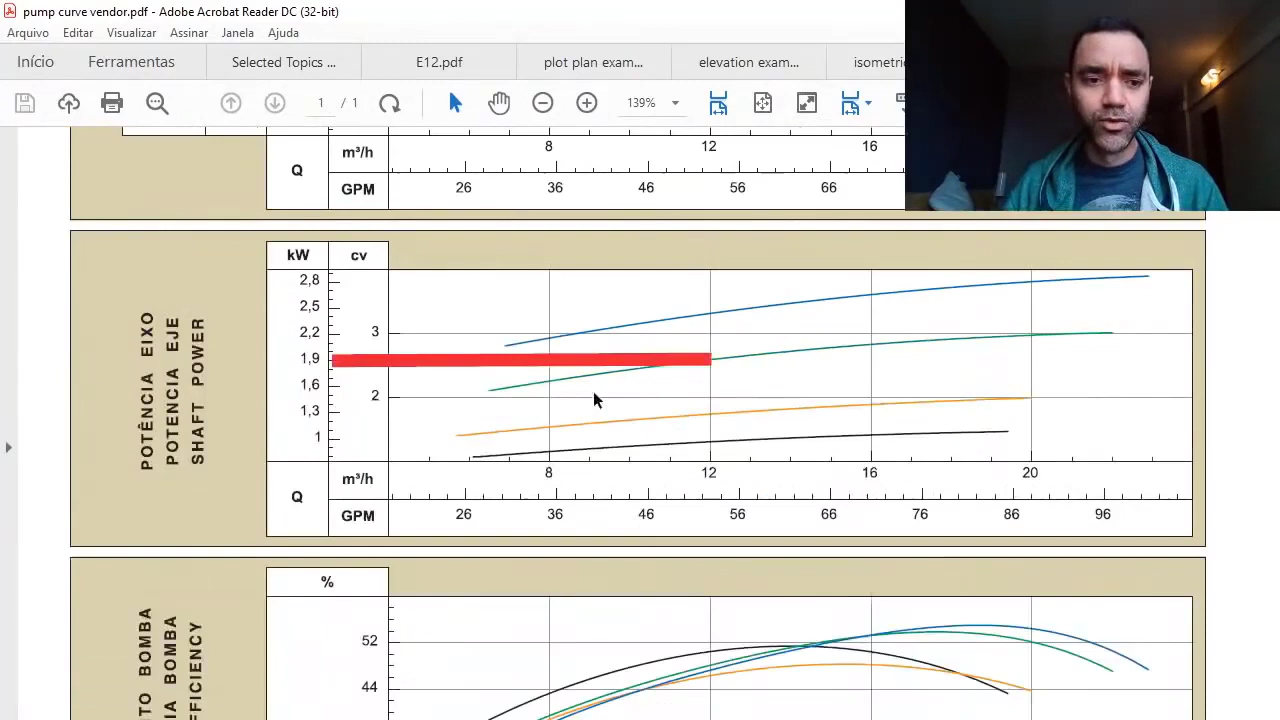 pump curve vendor.pdf - Adobe Acrobat Reader DC (32-bit)
Arquivo Editar Visualizar Assinar Janela Ajuda
Início Ferramentas Selected Topics ... E12.pdf plot plan exam... elevation exam... isometri
1 / 1 139%
m³/h 8 12 16
Q
GPM 26 36 46 56 66
POTÊNCIA EIXO
POTENCIA EJE
SHAFT POWER
kW cv
2,8
2,5
2,2 3
1,9
1,6 2
1,3
1
m³/h 8 12 16 20
Q
GPM 26 36 46 56 66 76 86 96
%
52
44
TO BOMBA
IA BOMBA
FFICIENCY